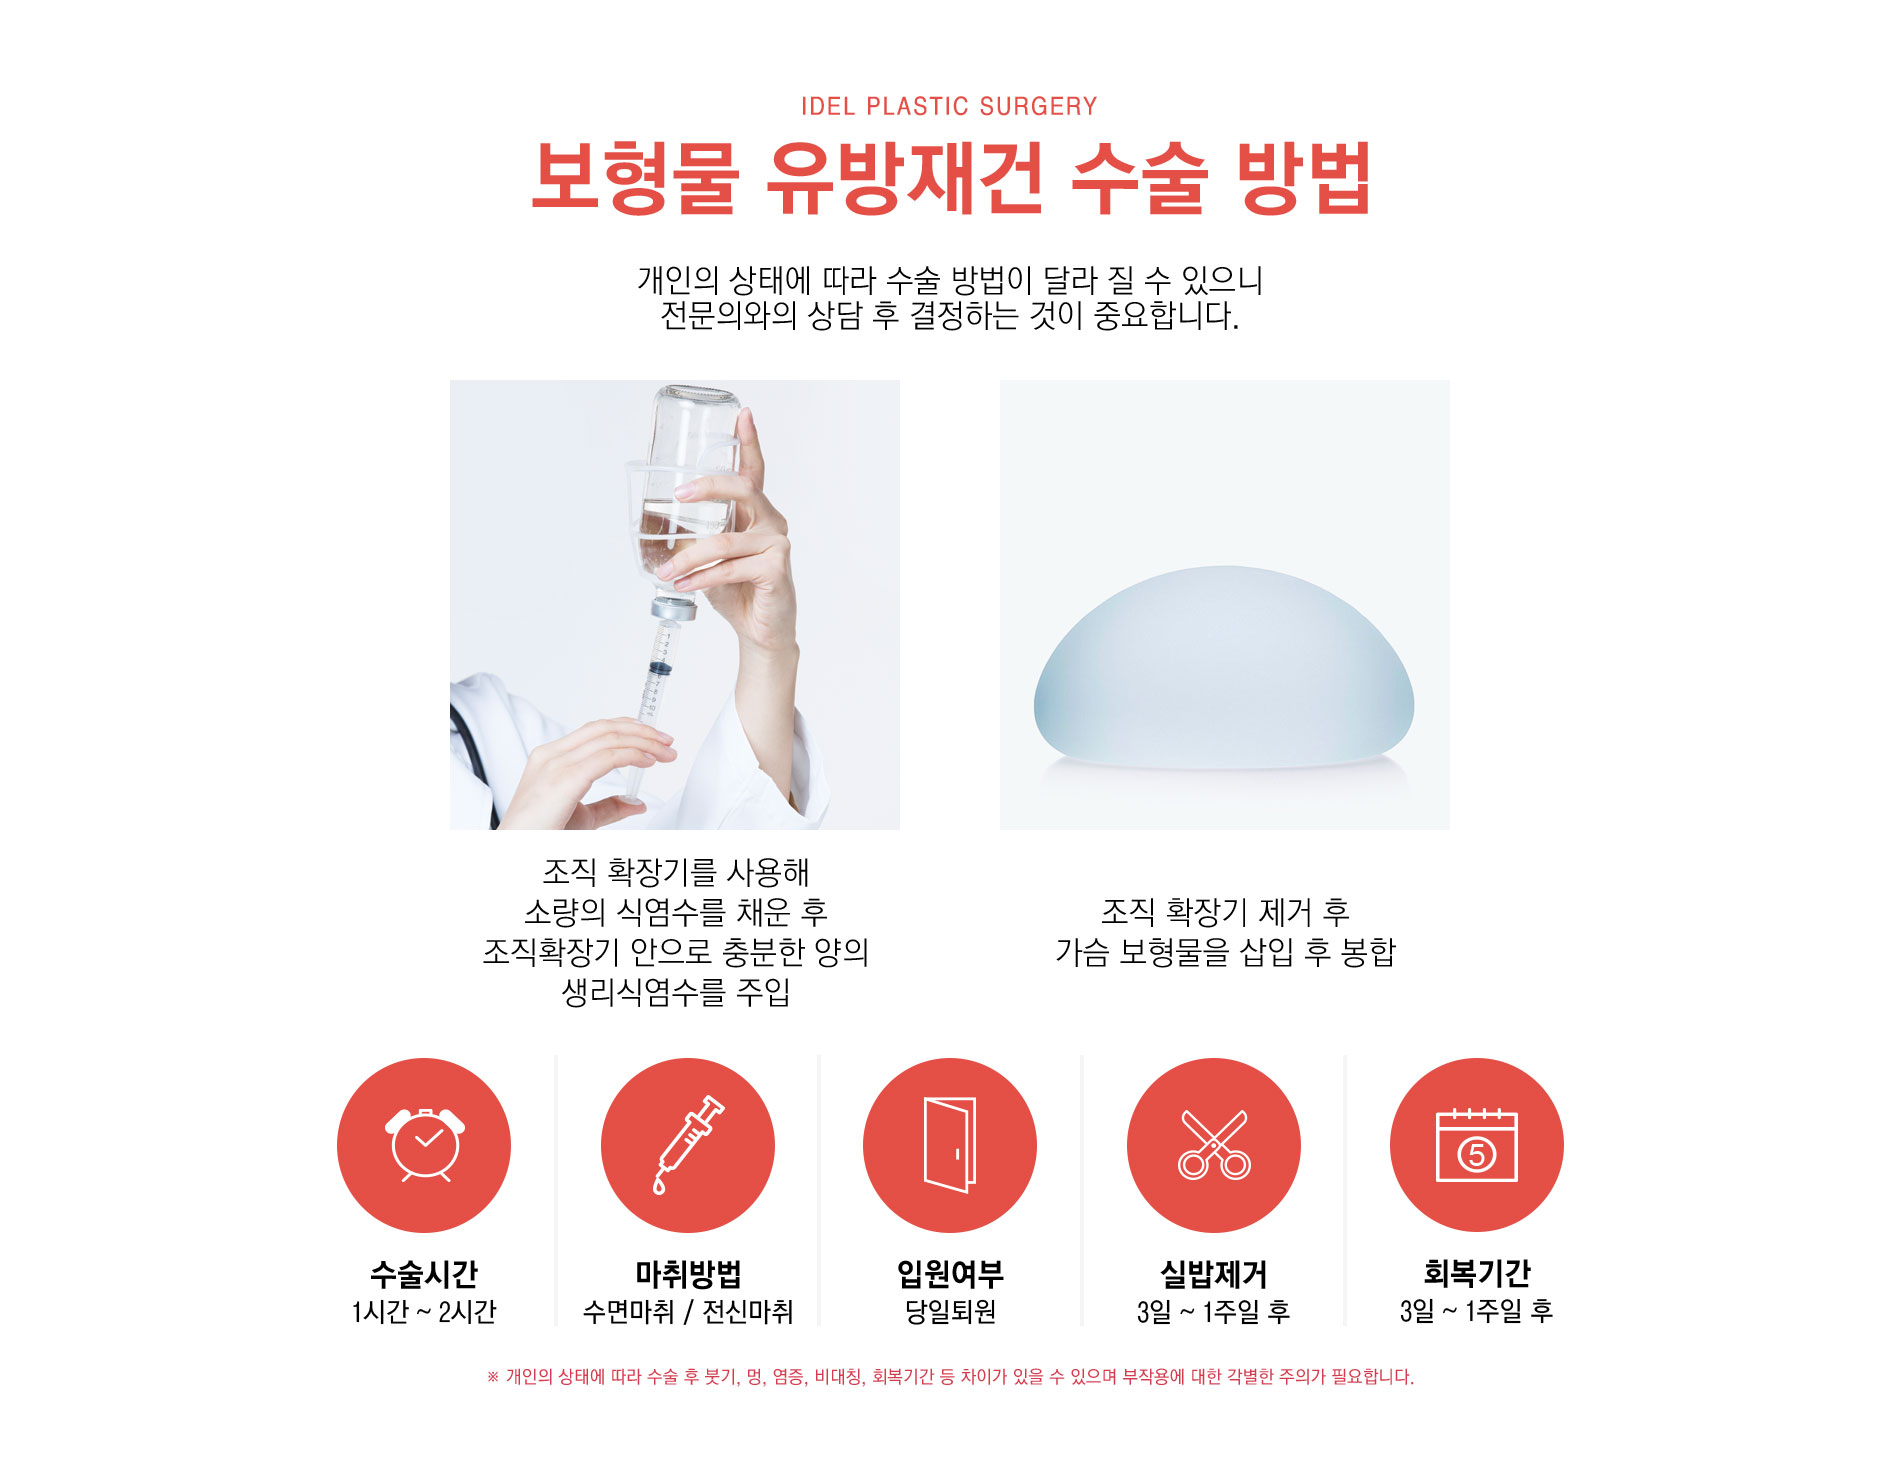 IDEL PLASTIC SURGERY
보형물 유방재건 수술 방법
개인의 상태에 따라 수술 방법이 달라 질 수 있으니
전문의와의 상담 후 결정하는 것이 중요합니다.
조직 확장기를 사용해
소량의 식염수를 채운 후
조직확장기 안으로 충분한 양의
생리식염수를 주입
조직 확장기 제거 후
가슴 보형물을 삽입 후 봉합
5
수술시간
1시간 ~ 2시간
마취방법
수면마취 / 전신마취
입원여부
당일퇴원
실밥제거
3일 ~ 1주일 후
회복기간
3일 ~ 1주일 후
※ 개인의 상태에 따라 수술 후 붓기, 멍, 염증, 비대칭, 회복기간 등 차이가 있을 수 있으며 부작용에 대한 각별한 주의가 필요합니다.